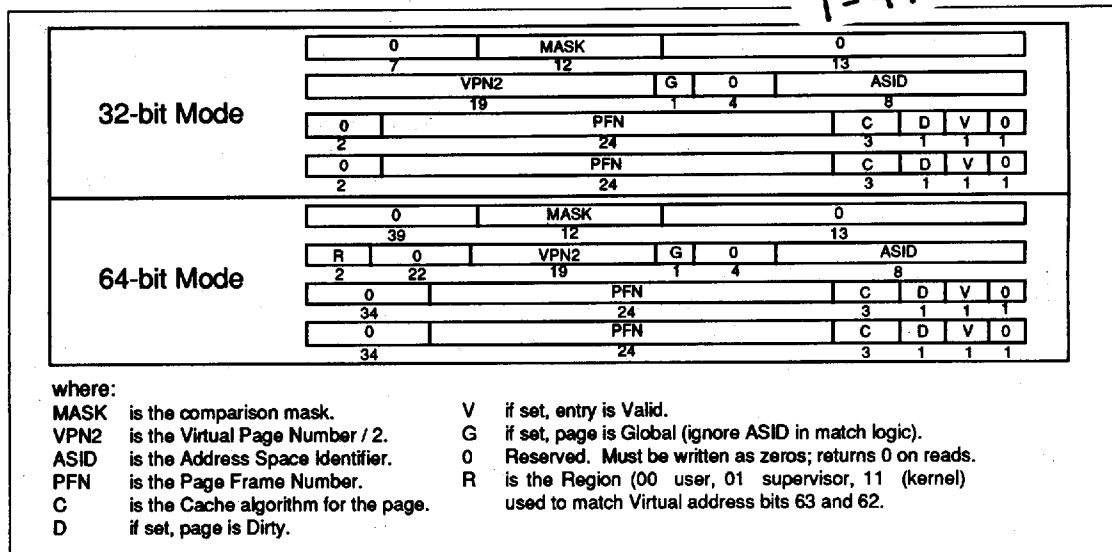 0 MASK 0
7 12 13
VPN2 G 0 ASID
19 1 4 8
32-bit Mode
0 PFN C D V 0
2 24 3 1 1 1
0 PFN C D V 0
2 24 3 1 1 1
0 MASK 0
39 12 13
R 0 VPN2 G 0 ASID
2 22 19 1 4 8
64-bit Mode
0 PFN C D V 0
34 24 3 1 1 1
0 PFN C D V 0
34 24 3 1 1 1
where:
MASK is the comparison mask.
VPN2 is the Virtual Page Number / 2.
ASID is the Address Space Identifier.
PFN is the Page Frame Number.
C is the Cache algorithm for the page.
D if set, page is Dirty.
V if set, entry is Valid.
G if set, page is Global (ignore ASID in match logic).
0 Reserved. Must be written as zeros; returns 0 on reads.
R is the Region (00 user, 01 supervisor, 11 (kernel)
used to match Virtual address bits 63 and 62.